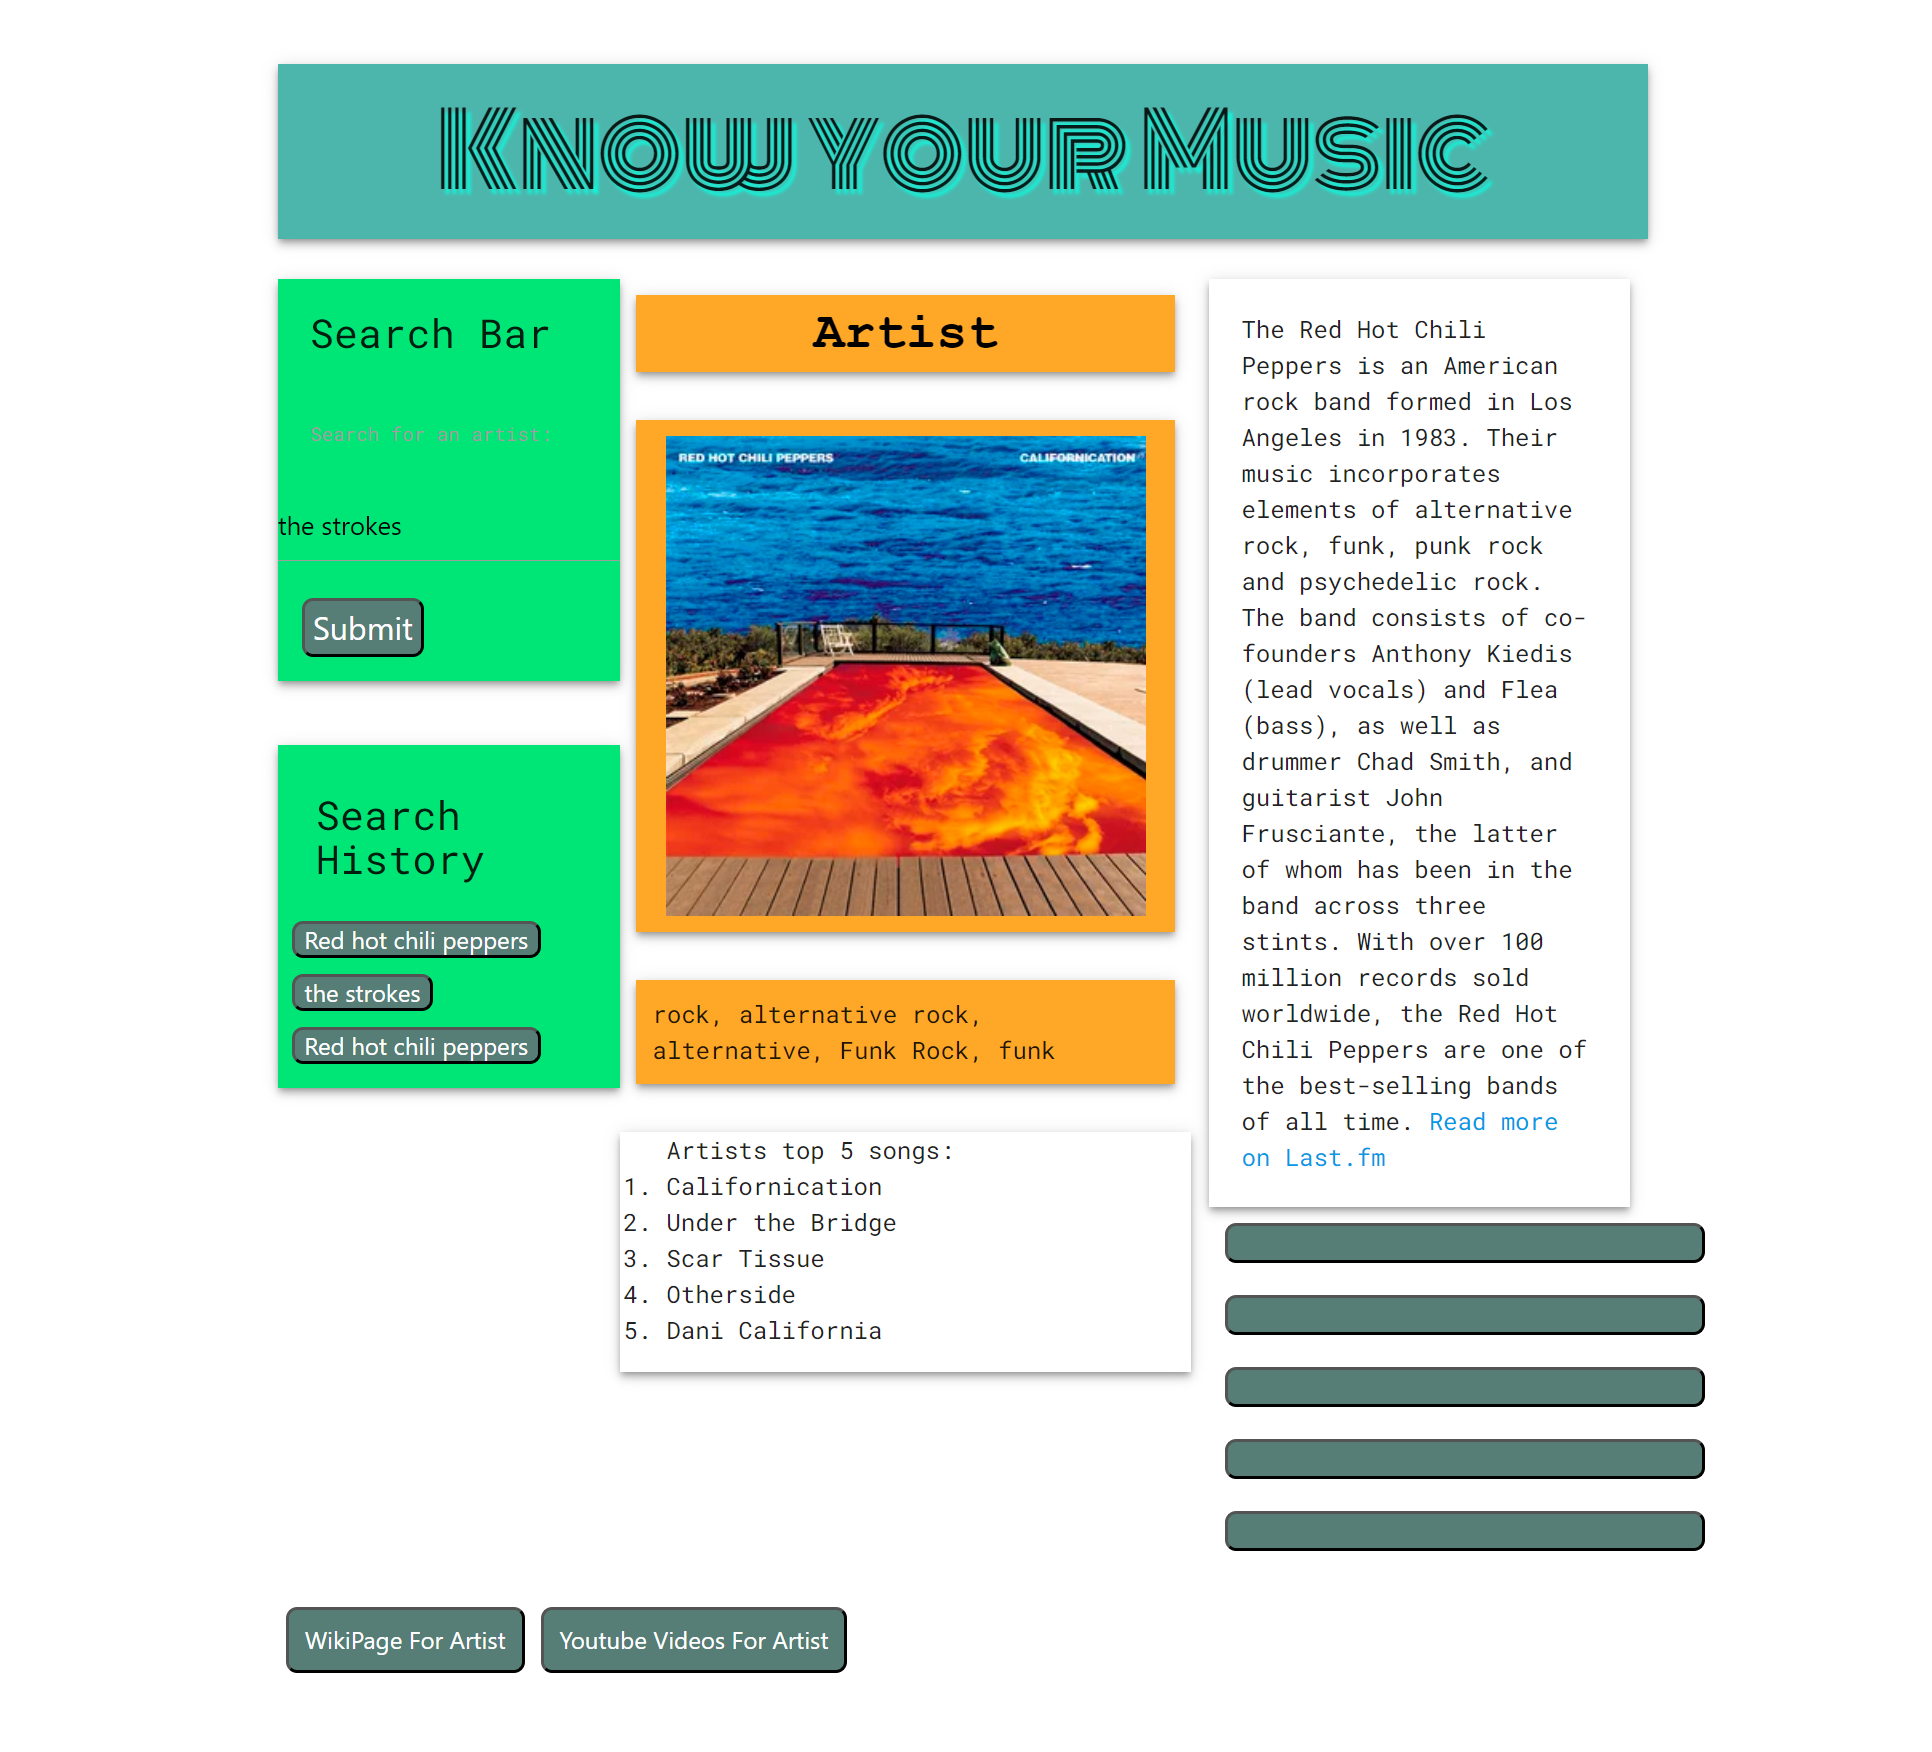 Know your Music
Search Bar
Search for an artist:
the strokes
Submit
Search
History
Red hot chili peppers
the strokes
Red hot chili peppers
Artist
RED HOT CHILI PEPPERS
CALIFORNICATION
rock, alternative rock,
alternative, Funk Rock, funk
Artists top 5 songs:
1. Californication
2. Under the Bridge
3. Scar Tissue
4. Otherside
5. Dani California
The Red Hot Chili
Peppers is an American
rock band formed in Los
Angeles in 1983. Their
music incorporates
elements of alternative
rock, funk, punk rock
and psychedelic rock.
The band consists of co-
founders Anthony Kiedis
(lead vocals) and Flea
(bass), as well as
drummer Chad Smith, and
guitarist John
Frusciante, the latter
of whom has been in the
band across three
stints. With over 100
million records sold
worldwide, the Red Hot
Chili Peppers are one of
the best-selling bands
of all time. Read more
on Last.fm
WikiPage For Artist
Youtube Videos For Artist